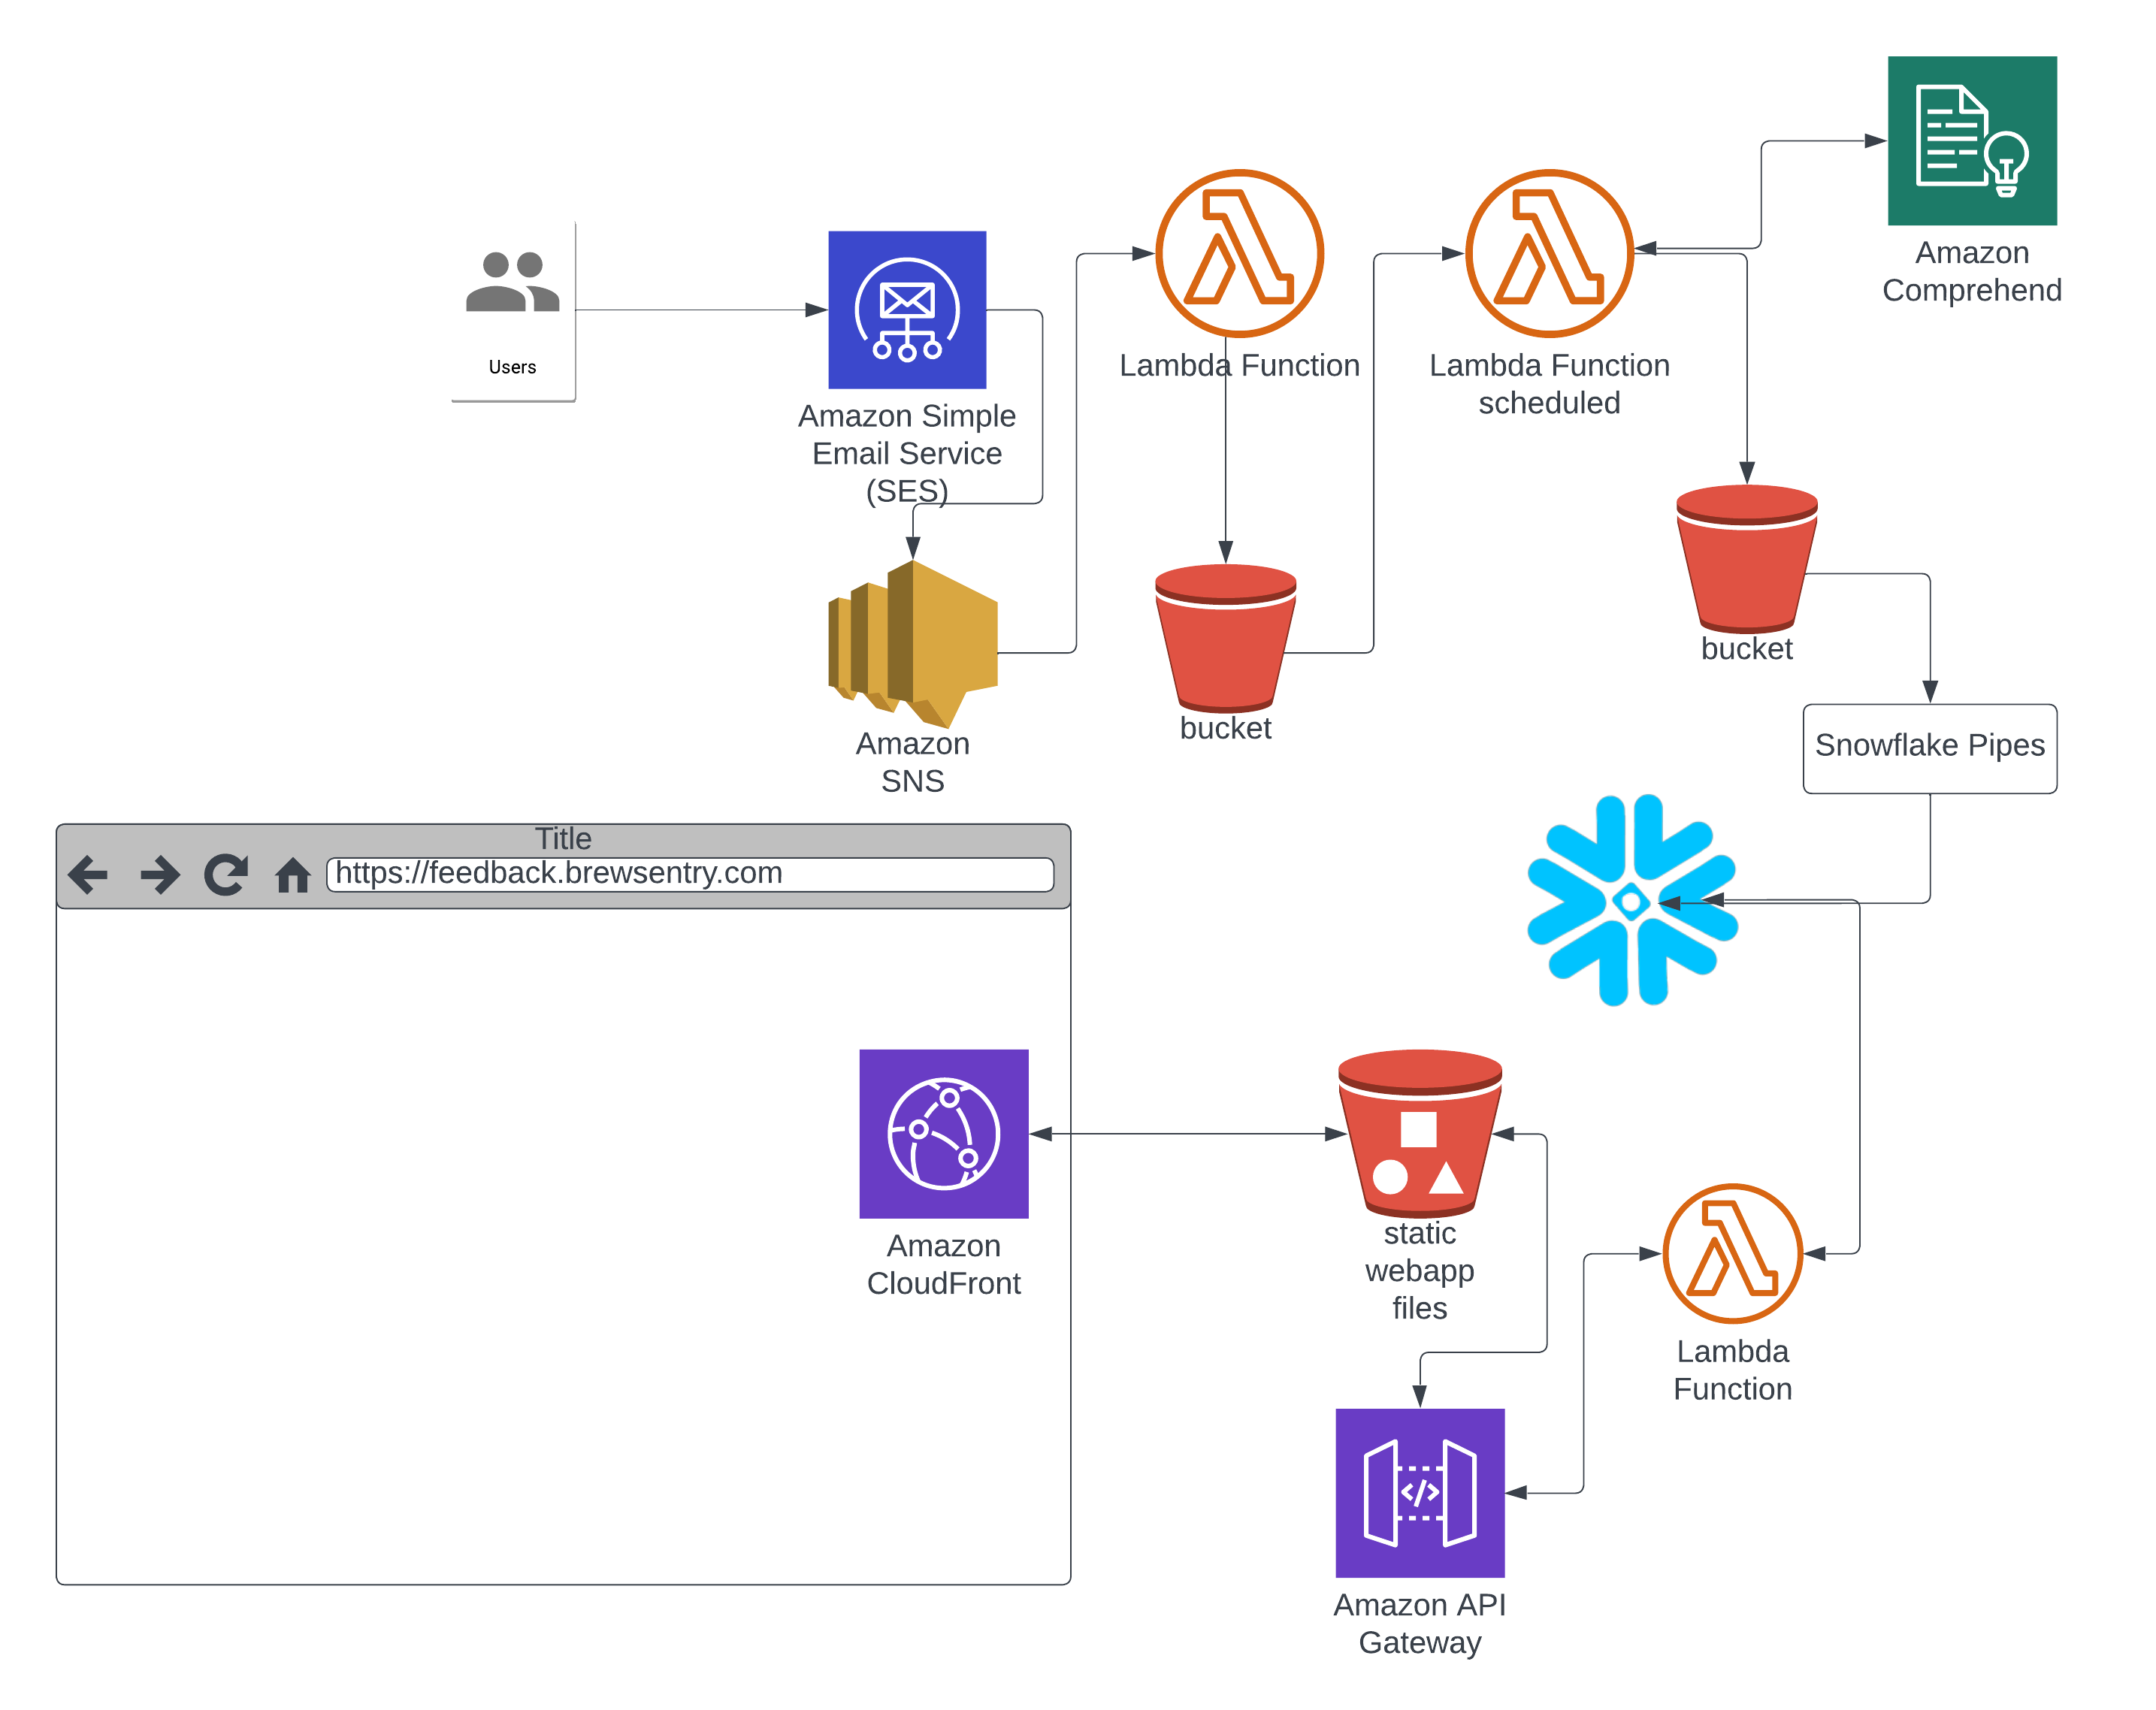 Amazon
Comprehend
Users
Lambda Function
Lambda Function
scheduled
Amazon Simple
Email Service
(SES)
bucket
bucket
Snowflake Pipes
Amazon
SNS
Title
https://feedback.brewsentry.com
static
webapp
files
Amazon
CloudFront
Lambda
Function
Amazon API
Gateway